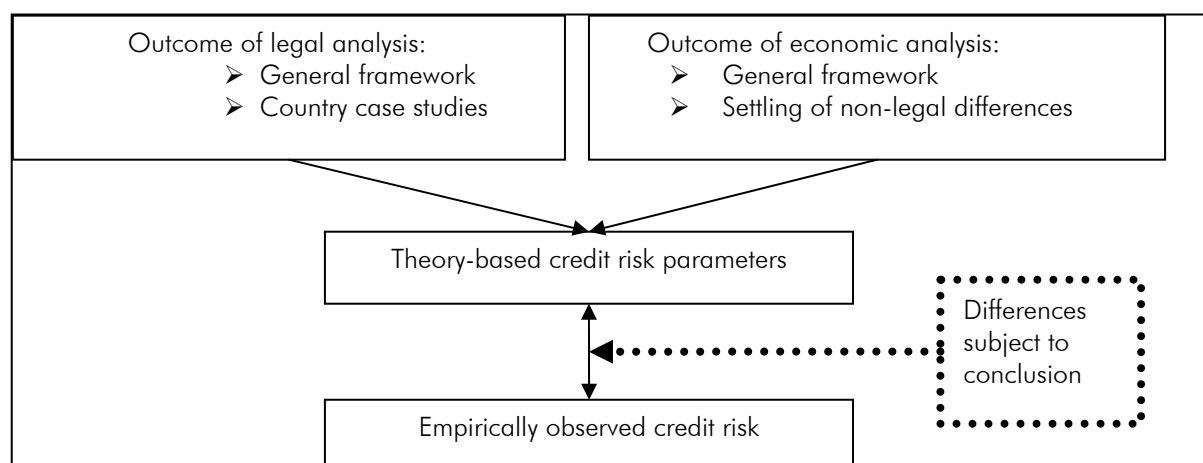 Outcome of legal analysis:
➢ General framework
➢ Country case studies
Outcome of economic analysis:
➢ General framework
➢ Settling of non-legal differences
Theory-based credit risk parameters
Differences
subject to
conclusion
Empirically observed credit risk